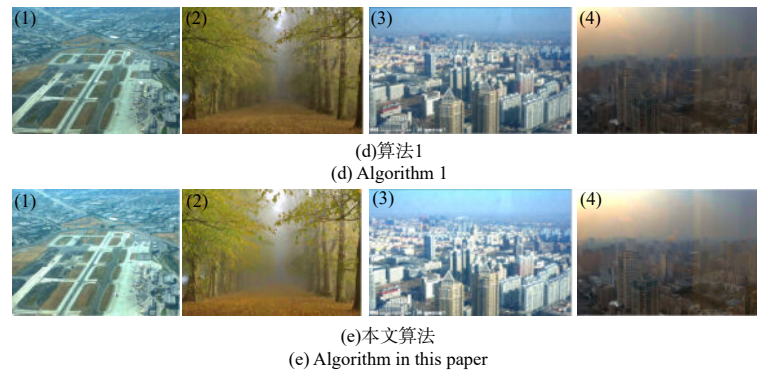 (1) (2) (3) (4)
(d)算法1
(d) Algorithm 1
(1) (2) (3) (4)
(e)本文算法
(e) Algorithm in this paper